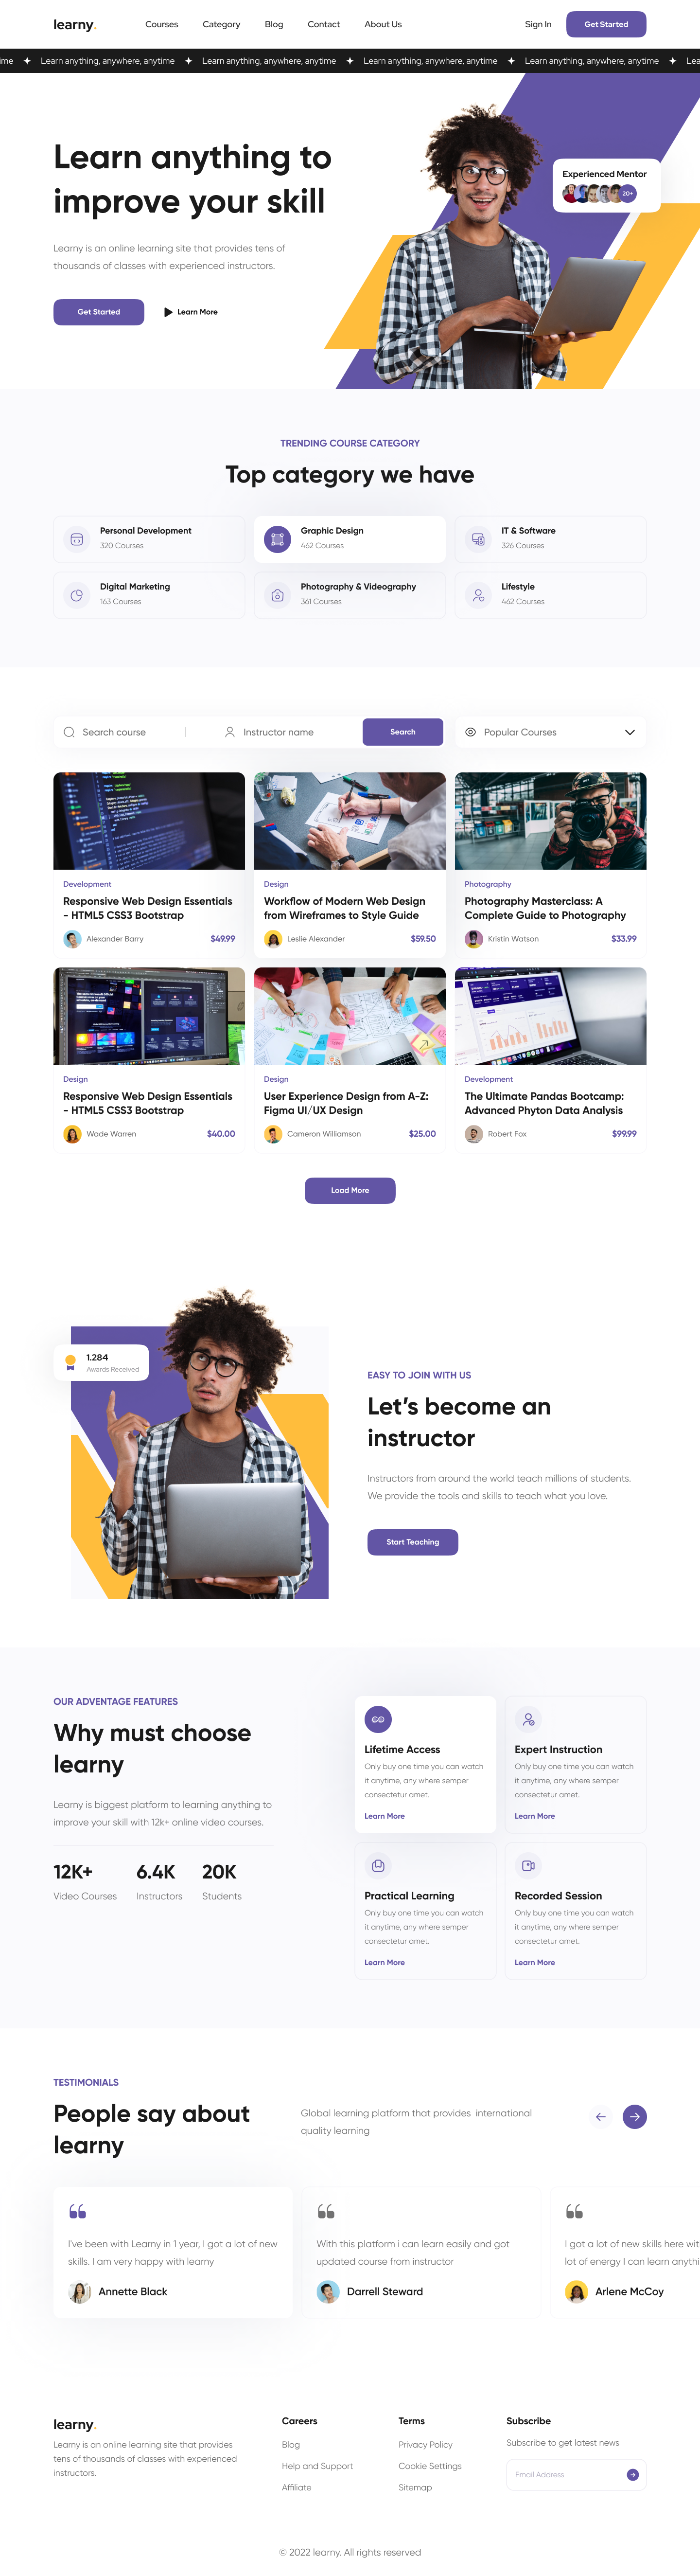 learny.
Courses
Category
Blog
Contact
About Us
Sign In
Get Started
ime
Learn anything, anywhere, anytime
Learn anything, anywhere, anytime
Learn anything, anywhere, anytime
Learn anything, anywhere, anytime
Lea
Learn anything to
improve your skill
Learny is an online learning site that provides tens of
thousands of classes with experienced instructors.
Get Started
Learn More
Experienced Mentor
20+
TRENDING COURSE CATEGORY
Top category we have
Personal Development
320 Courses
Graphic Design
462 Courses
IT & Software
326 Courses
Digital Marketing
163 Courses
Photography & Videography
361 Courses
Lifestyle
462 Courses
Search course
Instructor name
Search
Popular Courses
Development
Responsive Web Design Essentials
- HTML5 CSS3 Bootstrap
Alexander Barry
$49.99
Design
Workflow of Modern Web Design
from Wireframes to Style Guide
Leslie Alexander
$59.50
Photography
Photography Masterclass: A
Complete Guide to Photography
Kristin Watson
$33.99
Design
Responsive Web Design Essentials
- HTML5 CSS3 Bootstrap
Wade Warren
$40.00
Design
User Experience Design from A-Z:
Figma UI/UX Design
Cameron Williamson
$25.00
Development
The Ultimate Pandas Bootcamp:
Advanced Phyton Data Analysis
Robert Fox
$99.99
Load More
1.284
Awards Received
EASY TO JOIN WITH US
Let's become an
instructor
Instructors from around the world teach millions of students.
We provide the tools and skills to teach what you love.
Start Teaching
OUR ADVENTAGE FEATURES
Why must choose
learny
Learny is biggest platform to learning anything to
improve your skill with 12k+ online video courses.
12K+
Video Courses
6.4K
Instructors
20K
Students
Lifetime Access
Only buy one time you can watch
it anytime, any where semper
consectetur amet.
Learn More
Expert Instruction
Only buy one time you can watch
it anytime, any where semper
consectetur amet.
Learn More
Practical Learning
Only buy one time you can watch
it anytime, any where semper
consectetur amet.
Learn More
Recorded Session
Only buy one time you can watch
it anytime, any where semper
consectetur amet.
Learn More
TESTIMONIALS
People say about
learny
Global learning platform that provides  international
quality learning
I've been with Learny in 1 year, I got a lot of new
skills. I am very happy with learny
Annette Black
With this platform i can learn easily and got
updated course from instructor
Darrell Steward
I got a lot of new skills here wit
lot of energy I can learn anythi
Arlene McCoy
learny.
Learny is an online learning site that provides
tens of thousands of classes with experienced
instructors.
Careers
Blog
Help and Support
Affiliate
Terms
Privacy Policy
Cookie Settings
Sitemap
Subscribe
Subscribe to get latest news
Email Address
© 2022 learny. All rights reserved